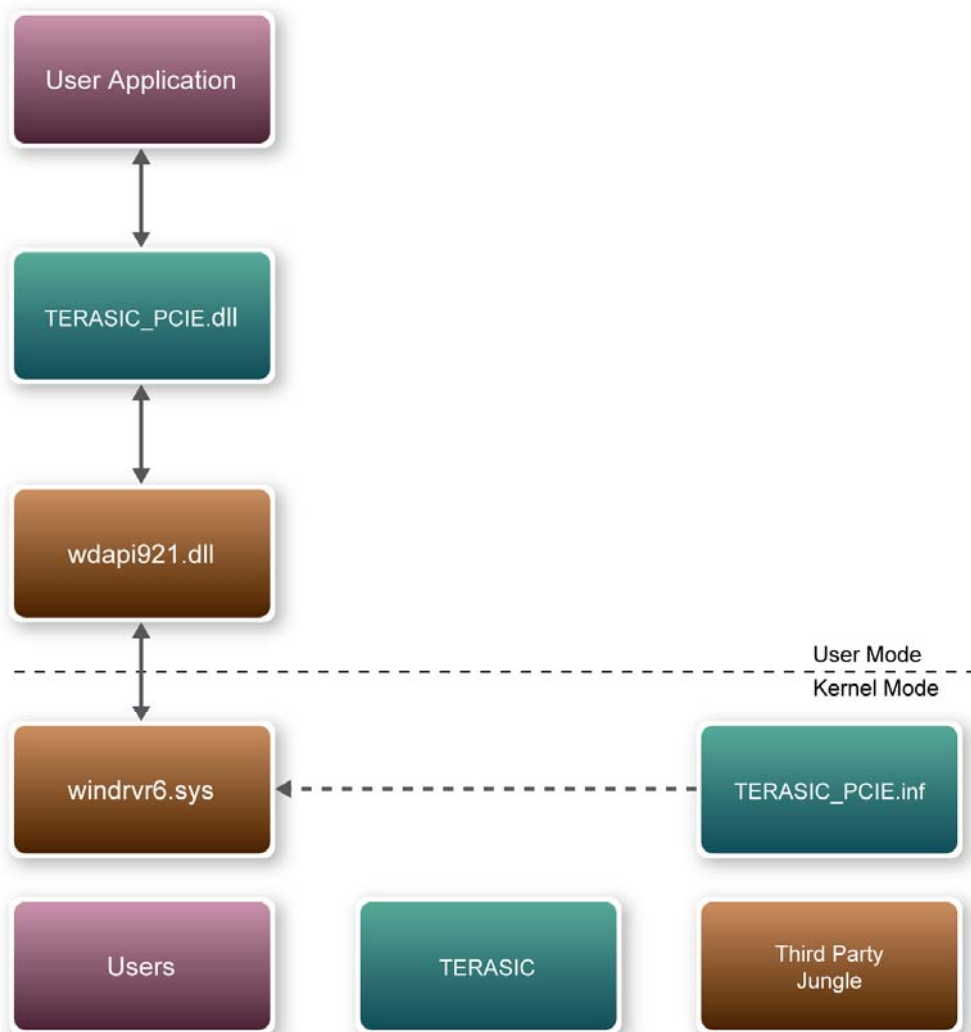 User Application
TERASIC_PCIE.dll
wdapi921.dll
User Mode
Kernel Mode
windrvr6.sys
TERASIC_PCIE.inf
Users
TERASIC
Third Party
Jungle